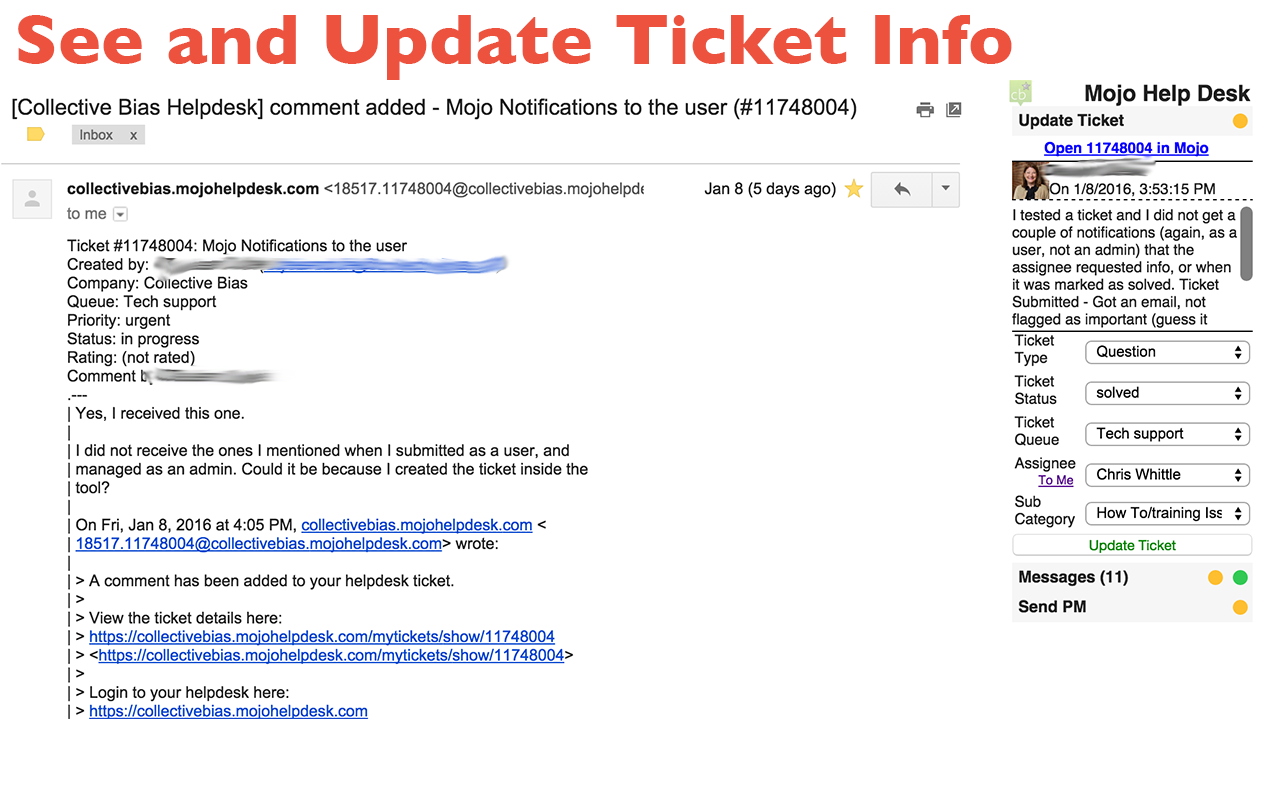 See and Update Ticket Info
[Collective Bias Helpdesk] comment added - Mojo Notifications to the user (#11748004)
Inbox x
collectivebias.mojohelpdesk.com <18517.11748004@collectivebias.mojohelpde
Jan 8 (5 days ago)
to me
Ticket #11748004: Mojo Notifications to the user
Created by:
Company: Collective Bias
Queue: Tech support
Priority: urgent
Status: in progress
Rating: (not rated)
Comment
.---
| Yes, I received this one.
|
| I did not receive the ones I mentioned when I submitted as a user, and
| managed as an admin. Could it be because I created the ticket inside the
| tool?
|
| On Fri, Jan 8, 2016 at 4:05 PM, collectivebias.mojohelpdesk.com <
| 18517.11748004@collectivebias.mojohelpdesk.com> wrote:
|
| > A comment has been added to your helpdesk ticket.
| >
| > View the ticket details here:
| > https://collectivebias.mojohelpdesk.com/mytickets/show/11748004
| > <https://collectivebias.mojohelpdesk.com/mytickets/show/11748004>
| >
| > Login to your helpdesk here:
| > https://collectivebias.mojohelpdesk.com
cb
Mojo Help Desk
Update Ticket
Open 11748004 in Mojo
On 1/8/2016, 3:53:15 PM
I tested a ticket and I did not get a
couple of notifications (again, as a
user, not an admin) that the
assignee requested info, or when
it was marked as solved. Ticket
Submitted - Got an email, not
flagged as important (guess it
Ticket
Type
Question
Ticket
Status
solved
Ticket
Queue
Tech support
Assignee
To Me
Chris Whittle
Sub
Category
How To/training Iss
Update Ticket
Messages (11)
Send PM